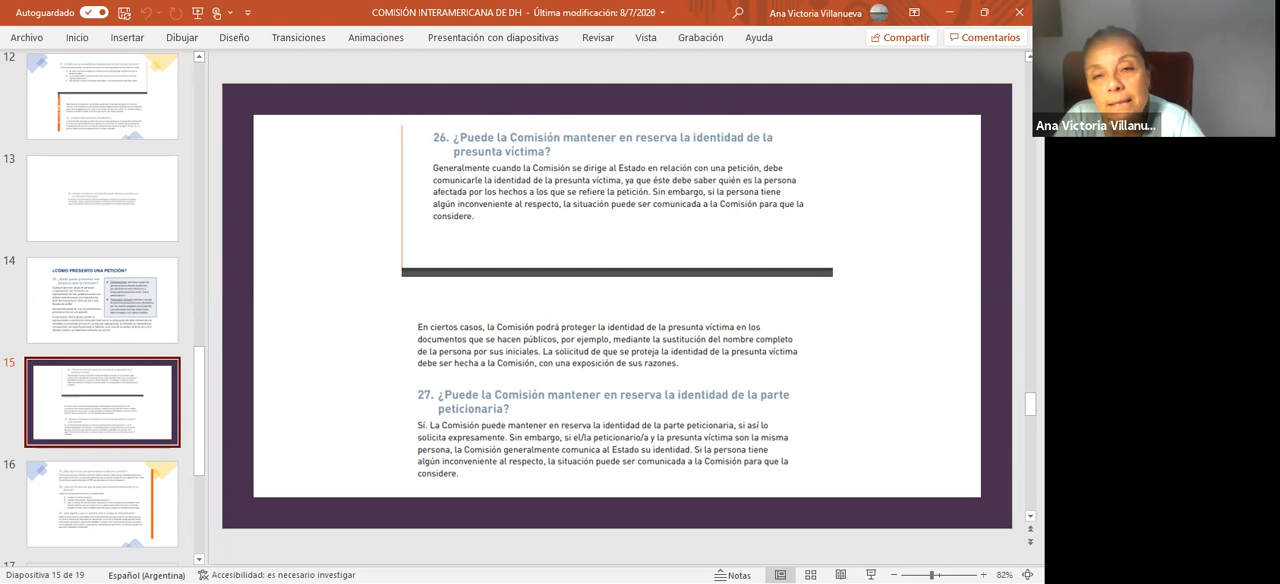 Autoguardado
COMISIÓN INTERAMERICANA DE DH - Última modificación: 8/7/2020
Ana Victoria Villanueva
Archivo Inicio Insertar Dibujar Diseño Transiciones Animaciones Presentación con diapositivas Revisar Vista Grabación Ayuda Compartir Comentarios
12
13
14
¿CÓMO PRESENTO UNA PETICIÓN?
15
16
17
26. ¿Puede la Comisión mantener en reserva la identidad de la
presunta víctima?
Generalmente cuando la Comisión se dirige al Estado en relación con una petición, debe
comunicarle la identidad de la presunta víctima, ya que éste debe saber quién es la persona
afectada por los hechos a los que se refiere la petición. Sin embargo, si la persona tiene
algún inconveniente al respecto, la situación puede ser comunicada a la Comisión para que la
considere.
En ciertos casos, la Comisión podrá proteger la identidad de la presunta víctima en los
documentos que se hacen públicos, por ejemplo, mediante la sustitución del nombre completo
de la persona por sus iniciales. La solicitud de que se proteja la identidad de la presunta víctima
debe ser hecha a la Comisión, con una exposición de sus razones.
27. ¿Puede la Comisión mantener en reserva la identidad de la parte
peticionaria?
Sí. La Comisión puede mantener en reserva la identidad de la parte peticionaria, si así lo
solicita expresamente. Sin embargo, si el/la peticionario/a y la presunta víctima son la misma
persona, la Comisión generalmente comunica al Estado su identidad. Si la persona tiene
algún inconveniente al respecto, la situación puede ser comunicada a la Comisión para que la
considere.
Ana Victoria Villanu...
Diapositiva 15 de 19 Español (Argentina) Accesibilidad: es necesario investigar Notas 82%